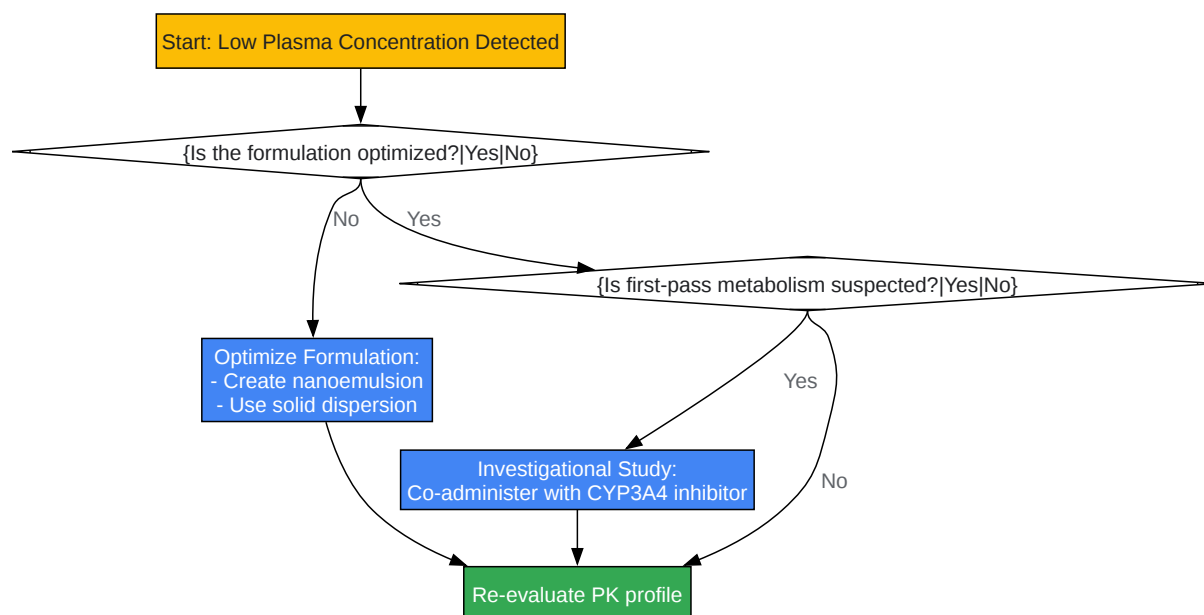 Start: Low Plasma Concentration Detected
{Is the formulation optimized?|Yes|No}
No
Yes
{Is first-pass metabolism suspected?|Yes|No}
Optimize Formulation:
- Create nanoemulsion
- Use solid dispersion
Yes
Investigational Study:
Co-administer with CYP3A4 inhibitor
No
Re-evaluate PK profile